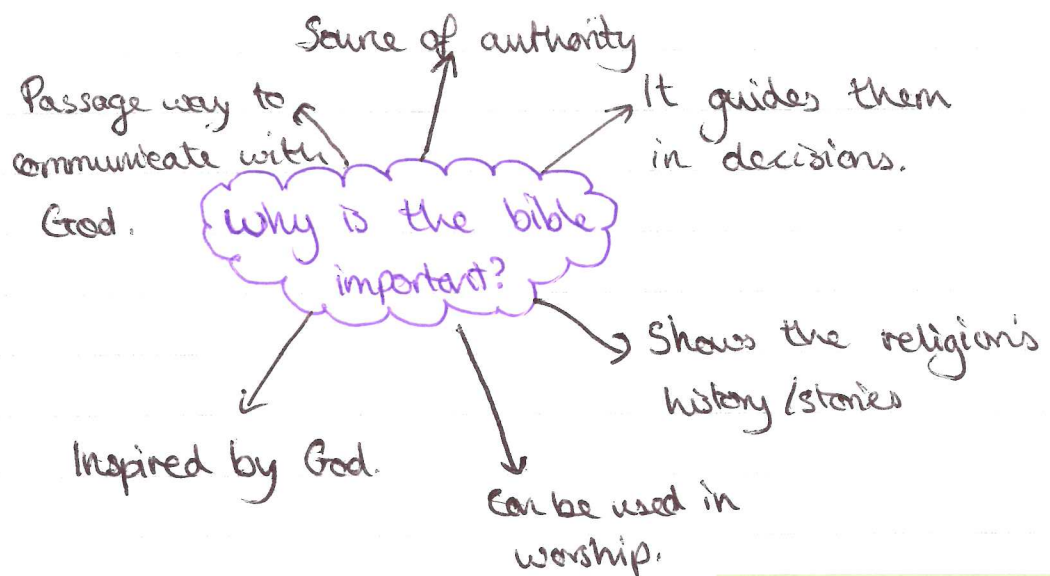 Source of authority
Passage way to
communicate with
God.
It guides them
in decisions.
Why is the bible
important?
Shows the religion's
history/stories
Inspired by God.
Can be used in
worship.